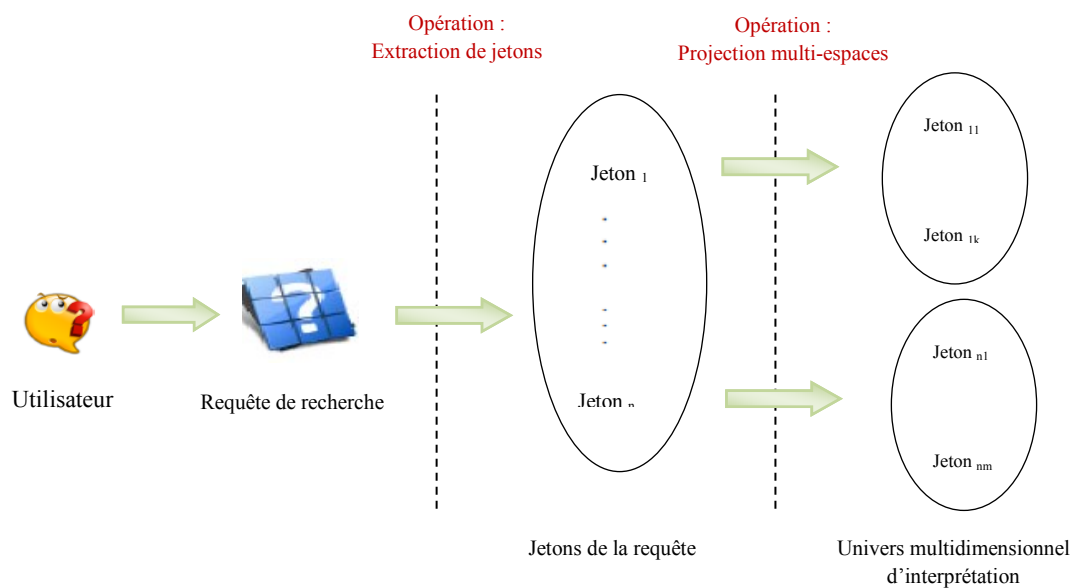 Opération :
Extraction de jetons
Opération :
Projection multi-espaces
Jeton 11
Jeton 1
Jeton 1k
?
?
Jeton n1
Jeton n
Utilisateur
Requête de recherche
Jeton nm
Jetons de la requête
Univers multidimensionnel
d’interprétation